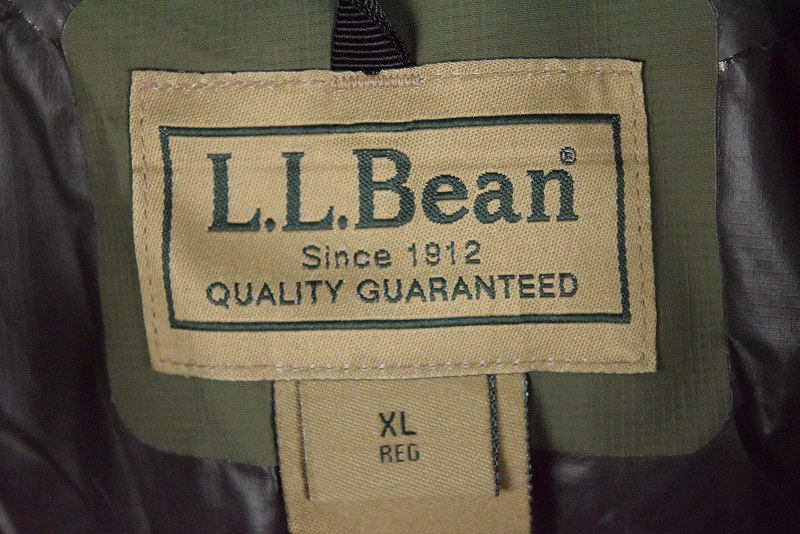 L.L.Bean®
Since 1912
QUALITY GUARANTEED
XL
REG